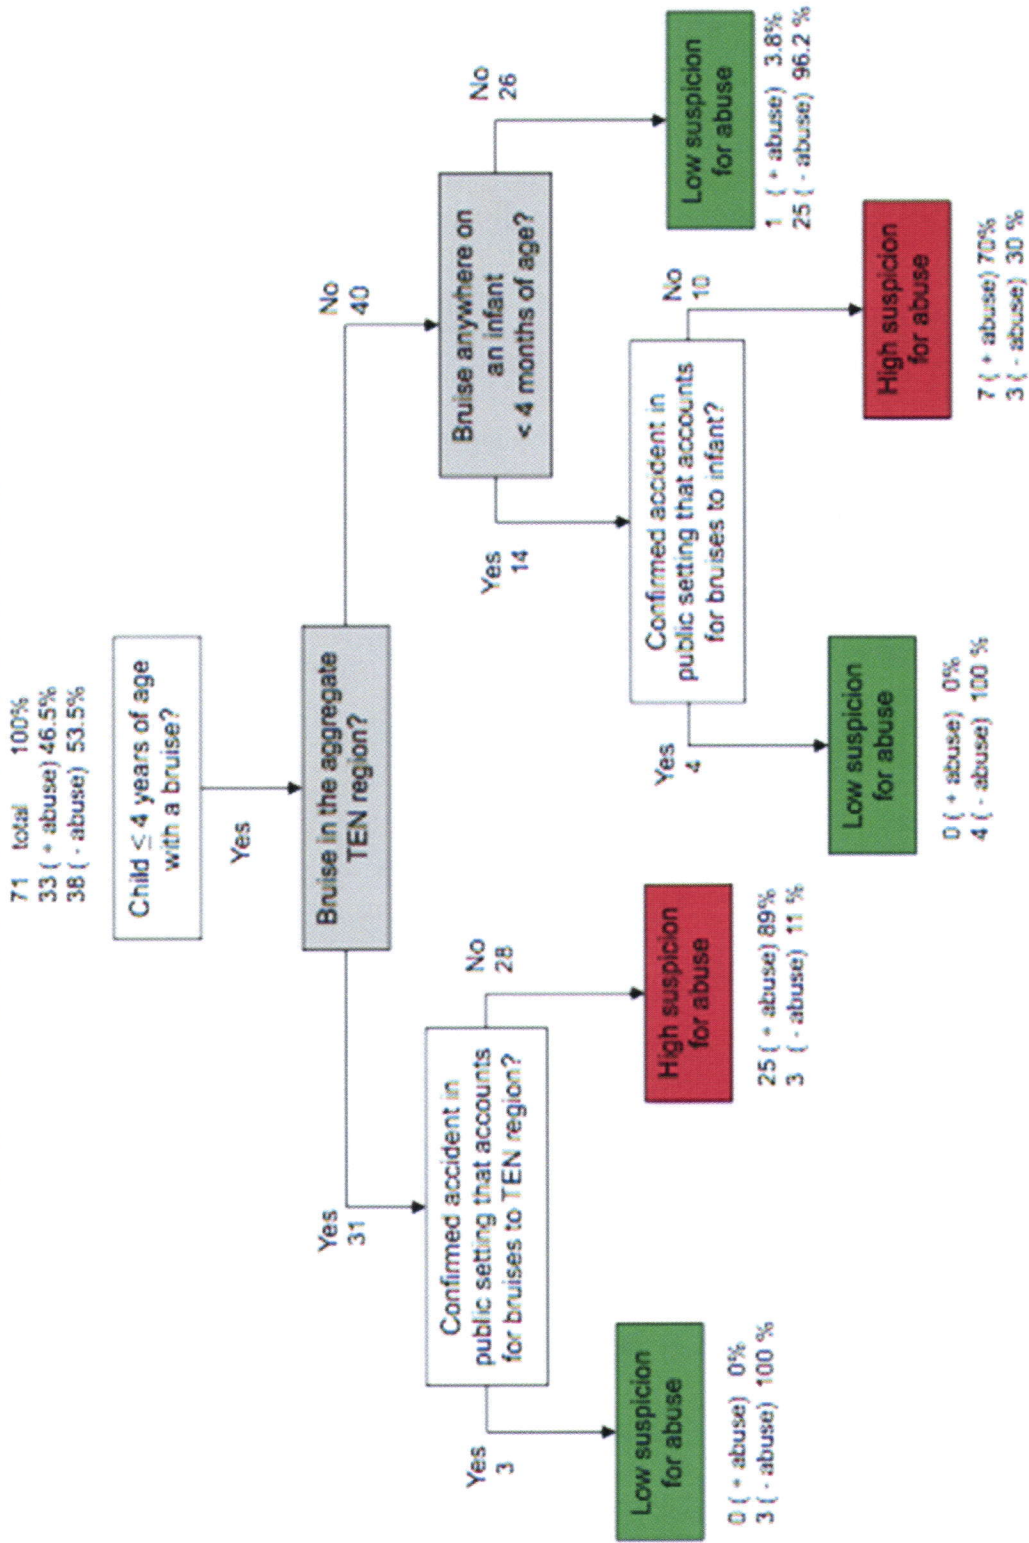 71 total 100%
33 ( + abuse) 46.5%
38 ( - abuse) 53.5%
Child ≤ 4 years of age
with a bruise?
Yes
Bruise in the aggregate
TEN region?
Yes
31
No
40
Confirmed accident in
public setting that accounts
for bruises to TEN region?
Yes
3
No
28
Low suspicion
for abuse
0 ( + abuse) 0%
3 ( - abuse) 100 %
High suspicion
for abuse
25 ( + abuse) 89%
3 ( - abuse) 11 %
Bruise anywhere on
an infant
< 4 months of age?
Yes
14
No
26
Confirmed accident in
public setting that accounts
for bruises to infant?
Yes
4
No
10
Low suspicion
for abuse
0 ( + abuse) 0%
4 ( - abuse) 100 %
High suspicion
for abuse
7 ( + abuse) 70%
3 ( - abuse) 30 %
Low suspicion
for abuse
1 ( + abuse) 3.8%
25 ( - abuse) 96.2 %